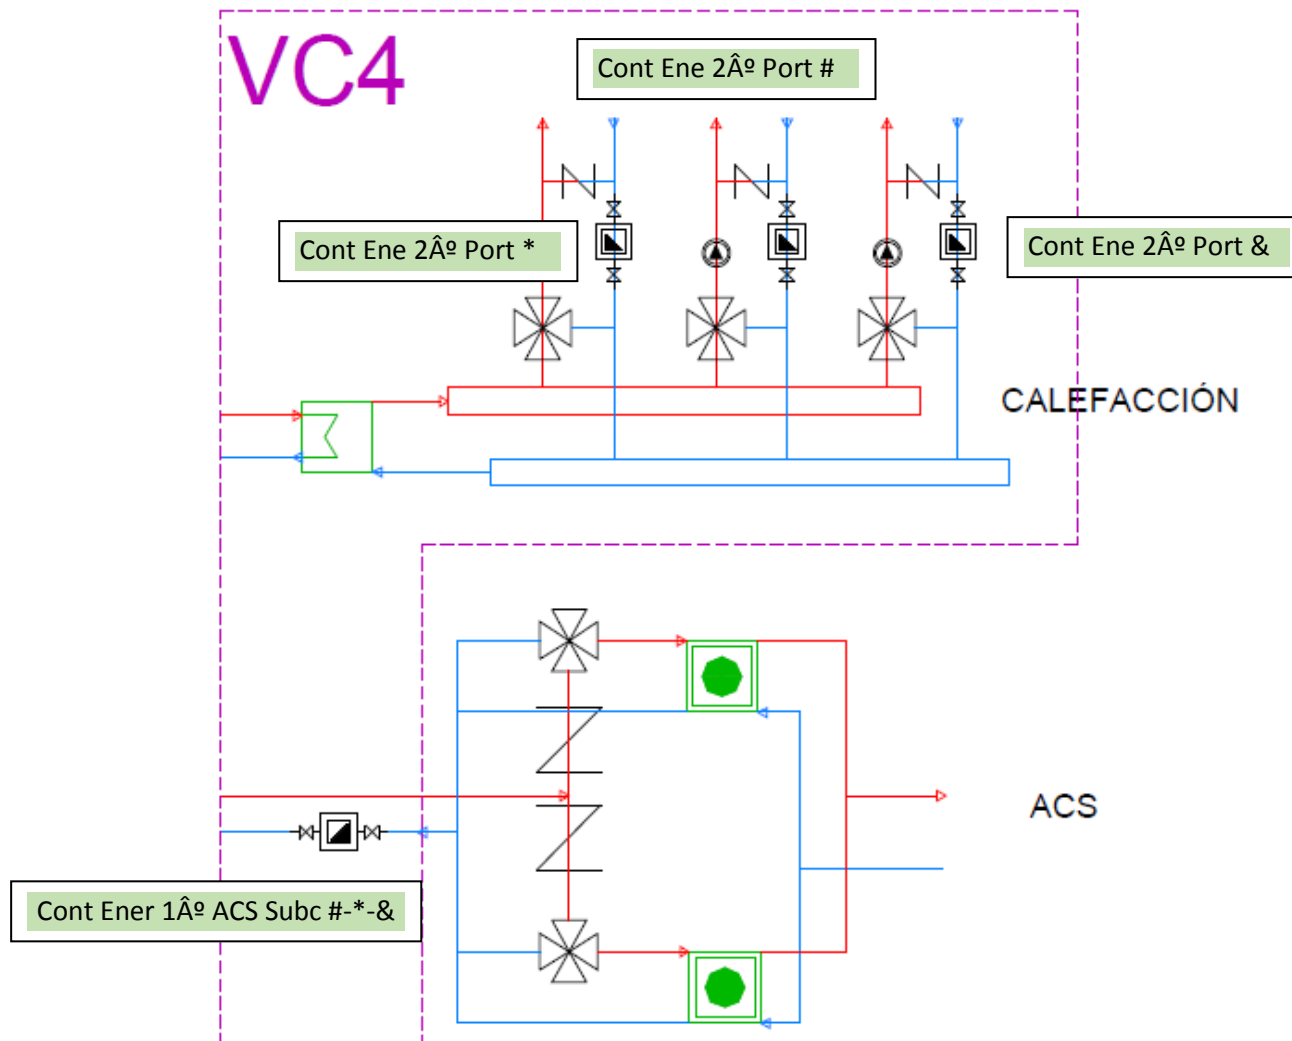 VC4
Cont Ene 2Âº Port #
Cont Ene 2Âº Port *
Cont Ene 2Âº Port &
CALEFACCIÓN
ACS
Cont Ener 1Âº ACS Subc #-*-&